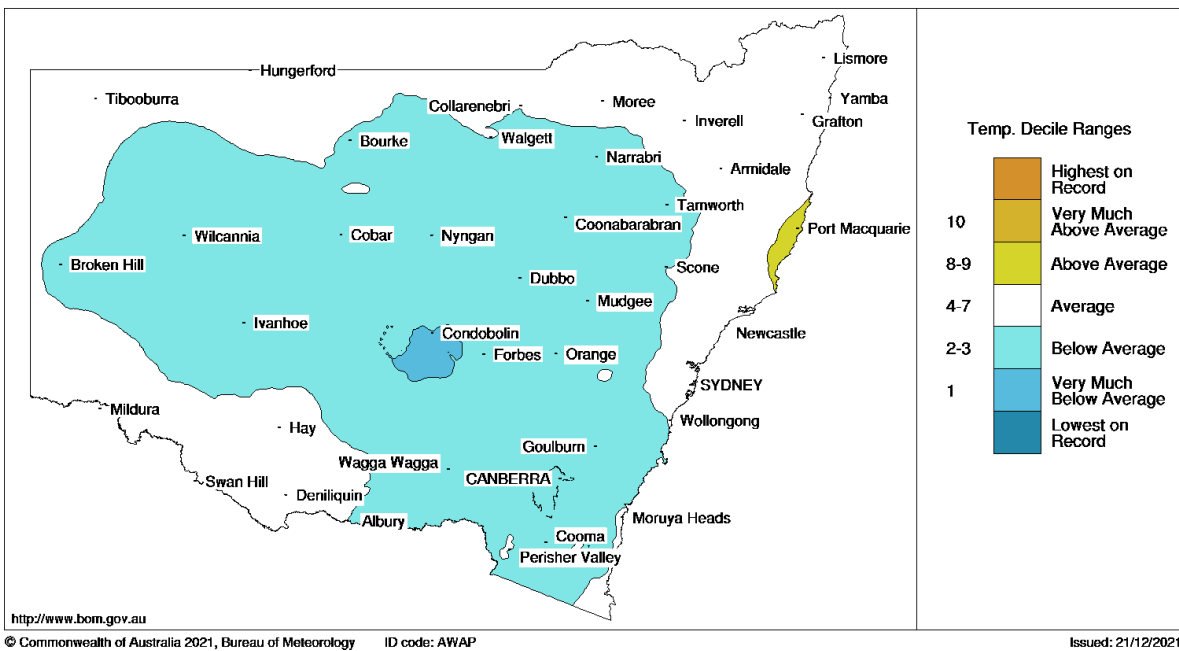 Lismore
Hungerford
Tibooburra
Collarenebri
Moree
Yamba
Inverell
Grafton
Bourke
Walgett
Narrabri
Armidale
Tamworth
Coonabarabran
Port Macquarie
Wilcannia
Cobar
Nyngan
Broken Hill
Scone
Dubbo
Mudgee
Ivanhoe
Condobolin
Newcastle
Forbes
Orange
SYDNEY
Mildura
Wollongong
Hay
Goulburn
Wagga Wagga
CANBERRA
Swan Hill
Deniliquin
Albury
Moruya Heads
Cooma
Perisher Valley
Temp. Decile Ranges
Highest on
Record
10 Very Much
Above Average
8-9 Above Average
4-7 Average
2-3 Below Average
1 Very Much
Below Average
Lowest on
Record
http://www.bom.gov.au
© Commonwealth of Australia 2021, Bureau of Meteorology ID code: AWAP Issued: 21/12/2021